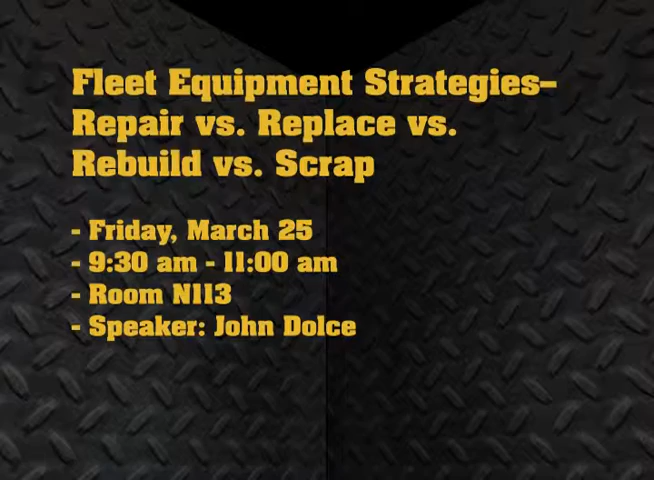 Fleet Equipment Strategies–
Repair vs. Replace vs.
Rebuild vs. Scrap
- Friday, March 25
- 9:30 am - 11:00 am
- Room N113
- Speaker: John Dolce